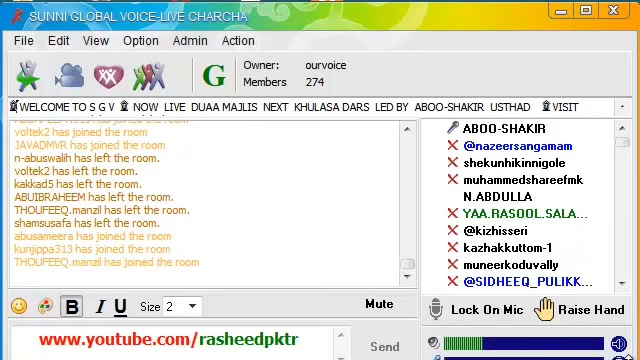 SUNNI GLOBAL VOICE-LIVE CHARCHA
File Edit View Option Admin Action
Owner: ourvoice
Members 274
G
WELCOME TO S G V NOW LIVE DUAA MAJLIS NEXT KHULASA DARS LED BY ABOO-SHAKIR USTHAD VISIT
voltek2 has joined the room
JAVADMVR has joined the room
n-abuswalih has left the room.
voltek2 has left the room.
kakkad5 has left the room.
ABUIBRAHEEM has left the room.
THOUFEEQ.manzil has left the room.
shamsusafa has left the room.
abusameera has joined the room
kunjippa313 has joined the room
THOUFEEQ.manzil has joined the room
ABOO-SHAKIR
@nazeersangamam
shekunhikinnigole
muhammedshareefmk
N.ABDULLA
YAA.RASOOL.SALA...
@kizhisseri
kazhakkuttom-1
muneerkoduvally
@SIDHEEQ_PULIKK...
B I U Size 2 Mute
Lock On Mic Raise Hand
www.youtube.com/rasheedpktr
Send